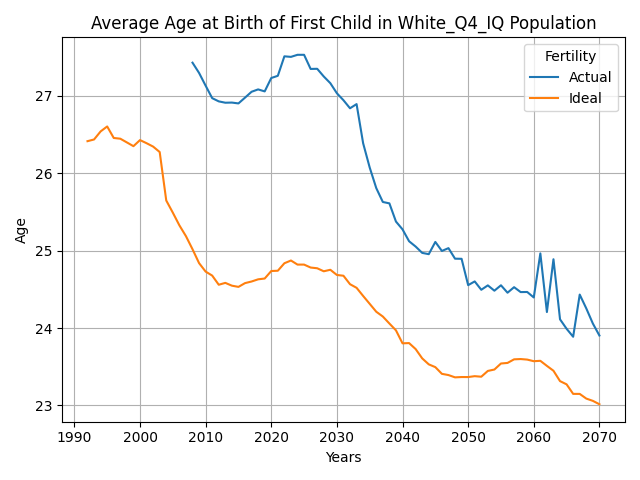 Average Age at Birth of First Child in White_Q4_IQ Population
Fertility
Actual
Ideal
Age
27
26
25
24
23
1990
2000
2010
2020
2030
2040
2050
2060
2070
Years